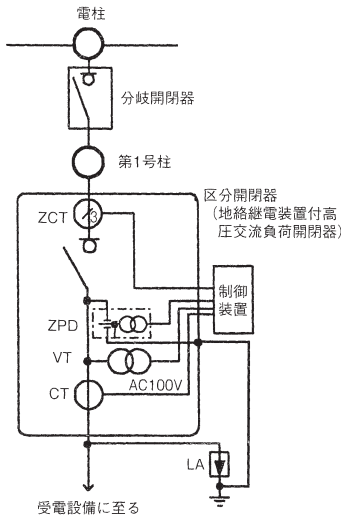 電柱
分岐開閉器
第1号柱
区分開閉器
(地絡継電装置付高
圧交流負荷開閉器)
ZCT
3
制御
装置
ZPD
VT
AC100V
CT
LA
受電設備に至る